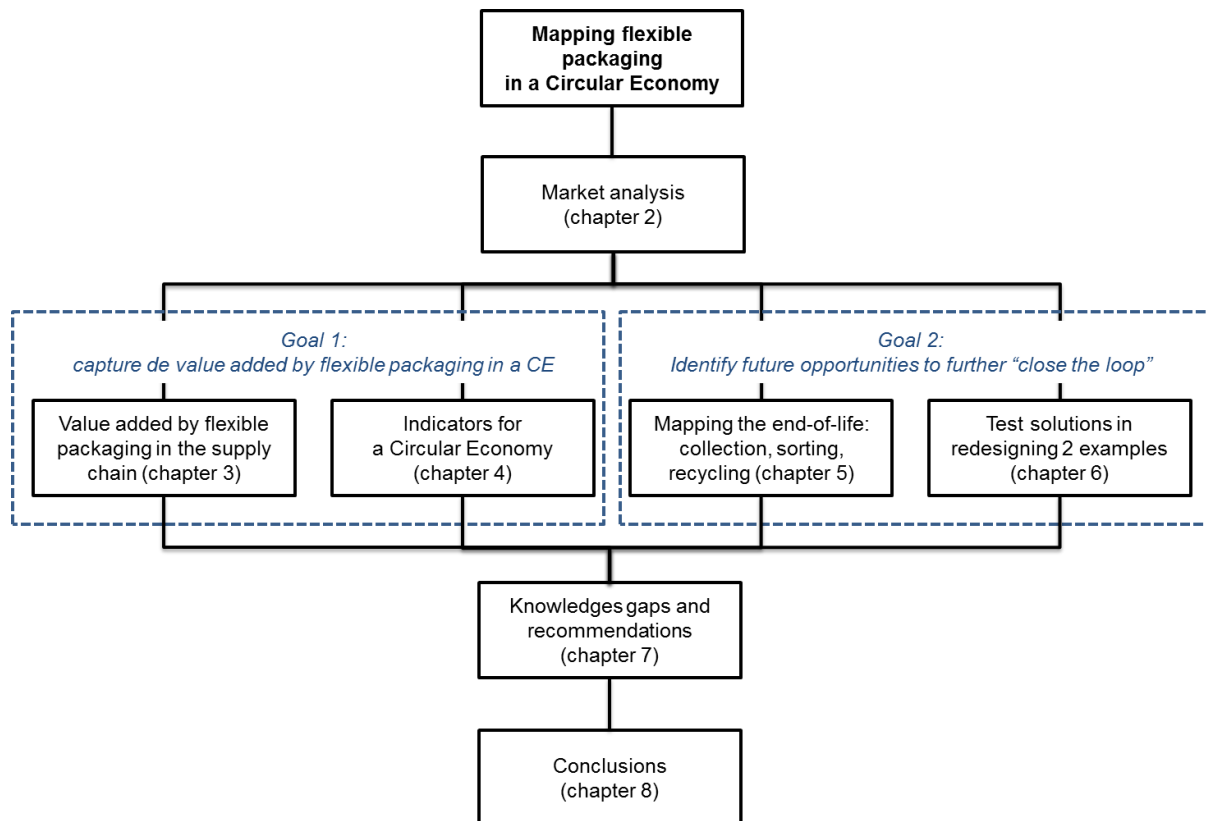 Mapping flexible
packaging
in a Circular Economy
Market analysis
(chapter 2)
Goal 1:
capture de value added by flexible packaging in a CE
Goal 2:
Identify future opportunities to further “close the loop”
Value added by flexible
packaging in the supply
chain (chapter 3)
Indicators for
a Circular Economy
(chapter 4)
Mapping the end-of-life:
collection, sorting,
recycling (chapter 5)
Test solutions in
redesigning 2 examples
(chapter 6)
Knowledges gaps and
recommendations
(chapter 7)
Conclusions
(chapter 8)